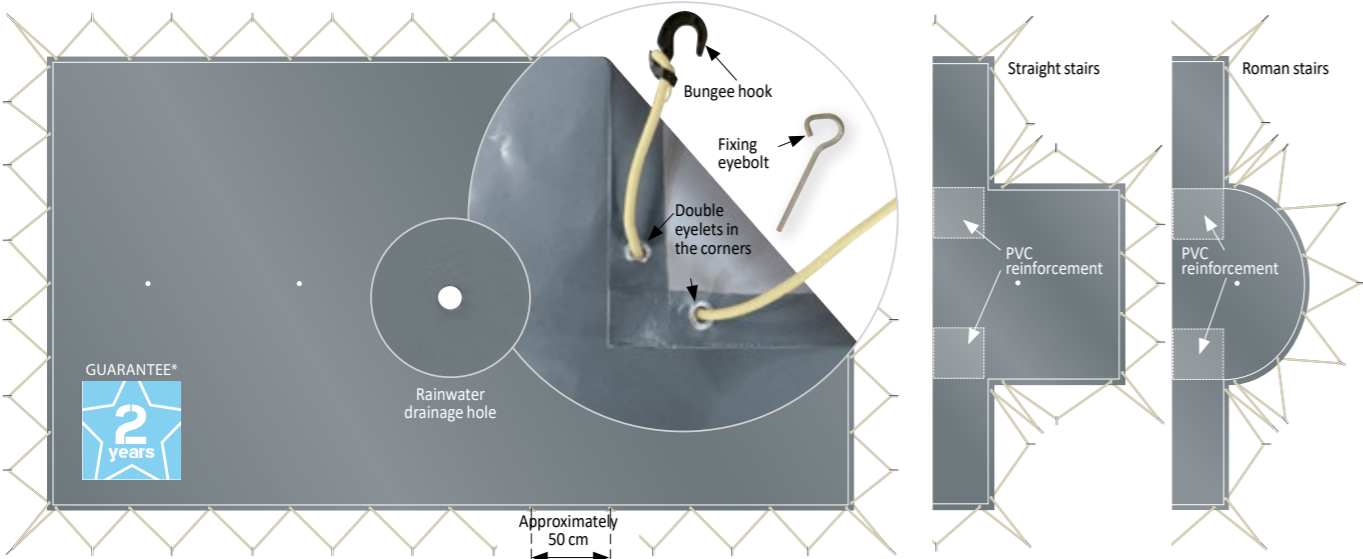 Bungee hook
Fixing
eyebolt
Double
eyelets in
the corners
GUARANTEE*
2
years
Rainwater
drainage hole
Approximately
50 cm
Straight stairs
PVC
reinforcement
Roman stairs
PVC
reinforcement